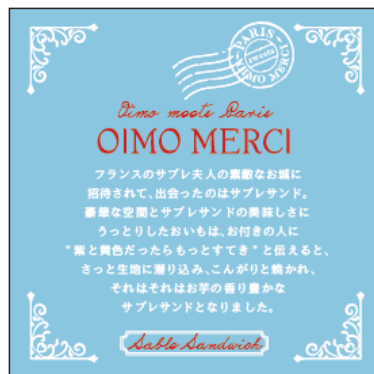 PARIS
sweets
OIMO MERCI
Oimo meets Paris
OIMO MERCI
フランスのサブレ夫人の素敵なお城に
招待されて、出会ったのはサブレサンド。
豪華な空間とサブレサンドの美味しさに
うっとりしたおいもは、お付きの人に
"紫と黄色だったらもっとすてき"と伝えると、
さっと生地に潜り込み、こんがりと焼かれ、
それはそれはお芋の香り豊かな
サブレサンドとなりました。
Sable Sandwich